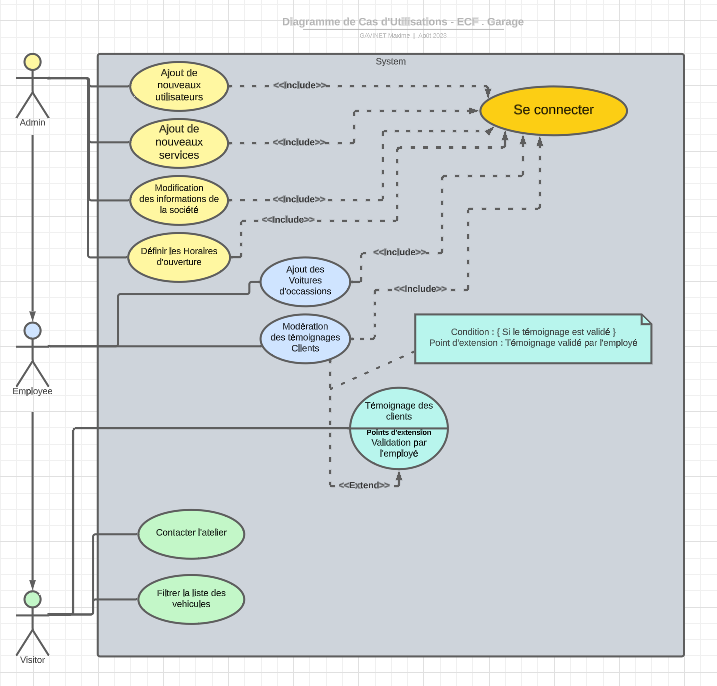 Diagramme de Cas d'Utilisations - ECF . Garage
GAVINET Maxime || Août 2023
System
Ajout de
nouveaux
utilisateurs
<<Include>>
Se connecter
Admin
Ajout de
nouveaux
services
<<Include>>
Modification
des informations de
la société
<<Include>>
<<Include>>
Définir les Horaires
d'ouverture
<<Include>>
Ajout des
Voitures
d'occassions
<<Include>>
Modération
des témoignages
Clients
Condition : { Si le témoignage est validé }
Point d'extension : Témoignage validé par l'employé
Employee
Témoignage des
clients
Points d'extension
Validation par
l'employé
<<Extend>>
Contacter l'atelier
Filtrer la liste des
vehicules
Visitor